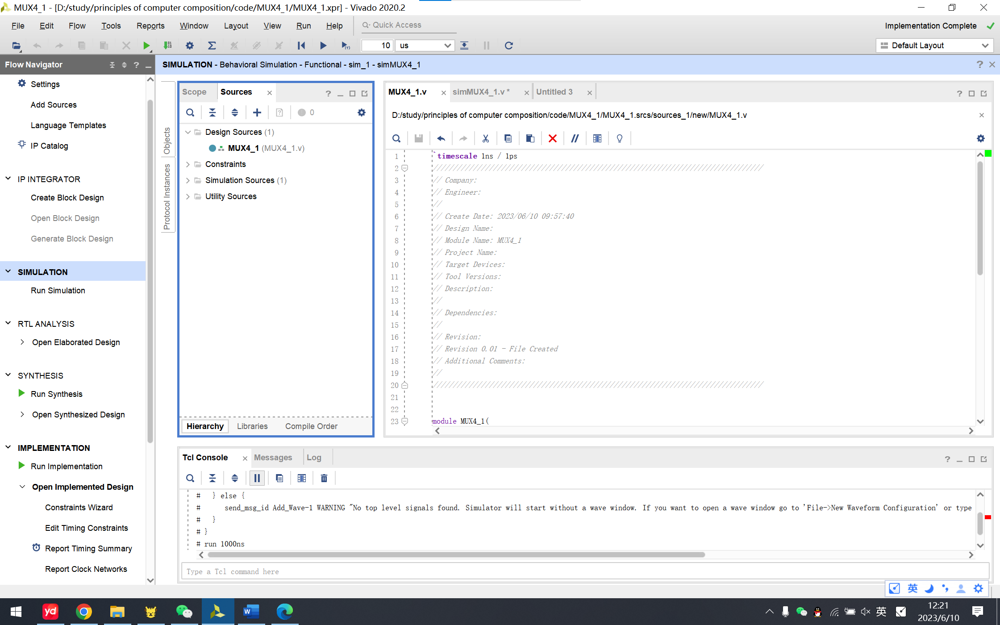 MUX4_1 - [D:/study/principles of computer composition/code/MUX4_1/MUX4_1.xpr] - Vivado 2020.2
File Edit Flow Tools Reports Window Layout View Run Help Quick Access Implementation Complete
10 us Default Layout
Flow Navigator
SIMULATION - Behavioral Simulation - Functional - sim_1 - simMUX4_1
Settings
Add Sources
Language Templates
IP Catalog
IP INTEGRATOR
Create Block Design
Open Block Design
Generate Block Design
SIMULATION
Run Simulation
RTL ANALYSIS
Open Elaborated Design
SYNTHESIS
Run Synthesis
Open Synthesized Design
IMPLEMENTATION
Run Implementation
Open Implemented Design
Constraints Wizard
Edit Timing Constraints
Report Timing Summary
Report Clock Networks
Objects
Protocol Instances
Scope Sources
0
Design Sources (1)
MUX4_1 (MUX4_1.v)
Constraints
Simulation Sources (1)
Utility Sources
Hierarchy Libraries Compile Order
MUX4_1.v simMUX4_1.v * Untitled 3
D:/study/principles of computer composition/code/MUX4_1/MUX4_1.srcs/sources_1/new/MUX4_1.v
1 `timescale 1ns / 1ps
2 //////////////////////////////////////////////////////////////////////////////////
3 // Company:
4 // Engineer:
5 //
6 // Create Date: 2023/06/10 09:57:40
7 // Design Name:
8 // Module Name: MUX4_1
9 // Project Name:
10 // Target Devices:
11 // Tool Versions:
12 // Description:
13 //
14 // Dependencies:
15 //
16 // Revision:
17 // Revision 0.01 - File Created
18 // Additional Comments:
19 //
20 //////////////////////////////////////////////////////////////////////////////////
21
22
23 module MUX4_1(
Tcl Console Messages Log
# } else {
# send_msg_id Add_Wave-1 WARNING "No top level signals found. Simulator will start without a wave window. If you want to open a wave window go to 'File->New Waveform Configuration' or type
# }
# }
# run 1000ns
Type a Tcl command here
英
yd
W
英
12:21
2023/6/10